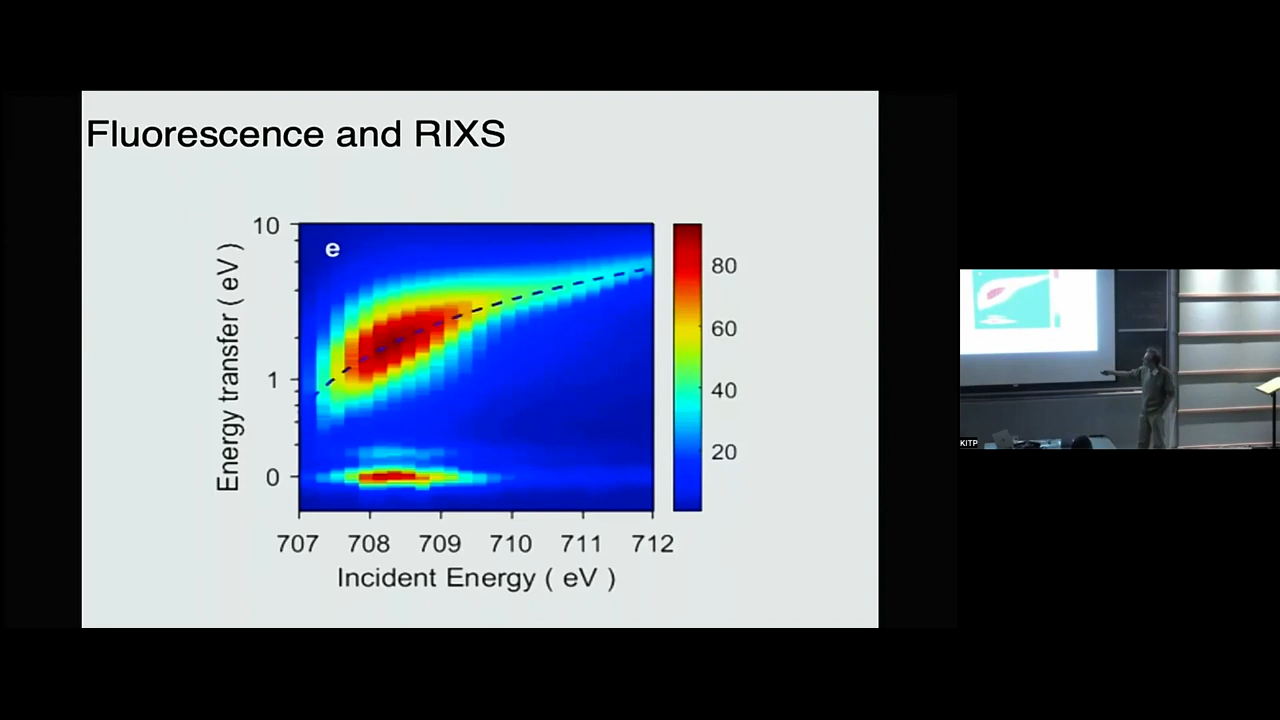 Fluorescence and RIXS
e
10
1
0
Energy transfer ( eV )
707 708 709 710 711 712
Incident Energy ( eV )
80
60
40
20
KITP